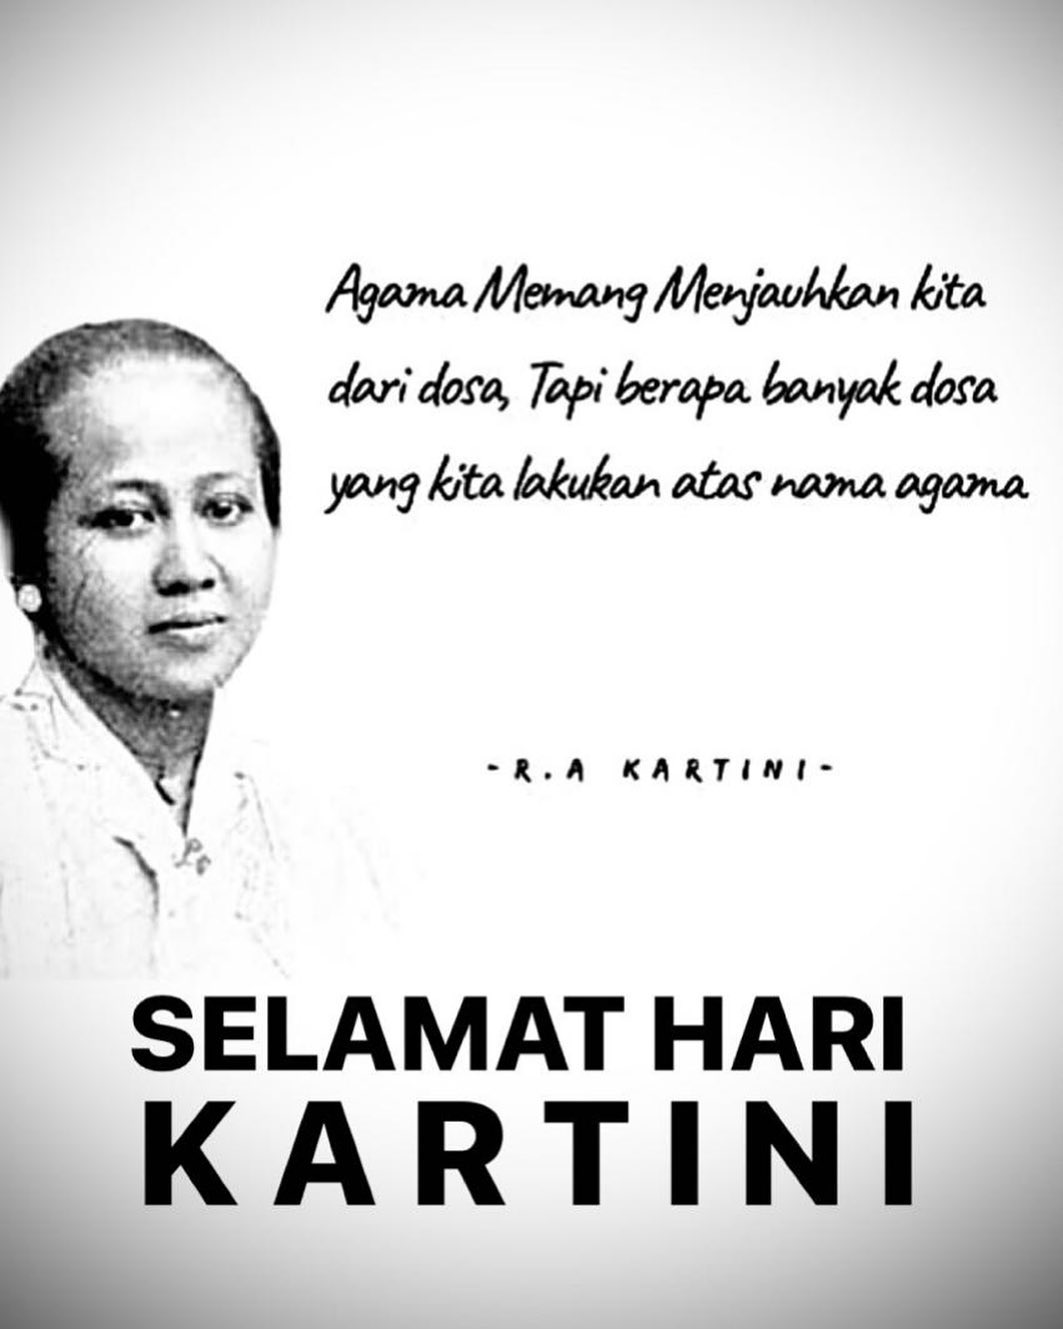 Agama Memang Menjauhkan kita
dari dosa, Tapi berapa banyak dosa
yang kita lakukan atas nama agama
-R.A KARTINI-
SELAMAT HARI
KARTINI